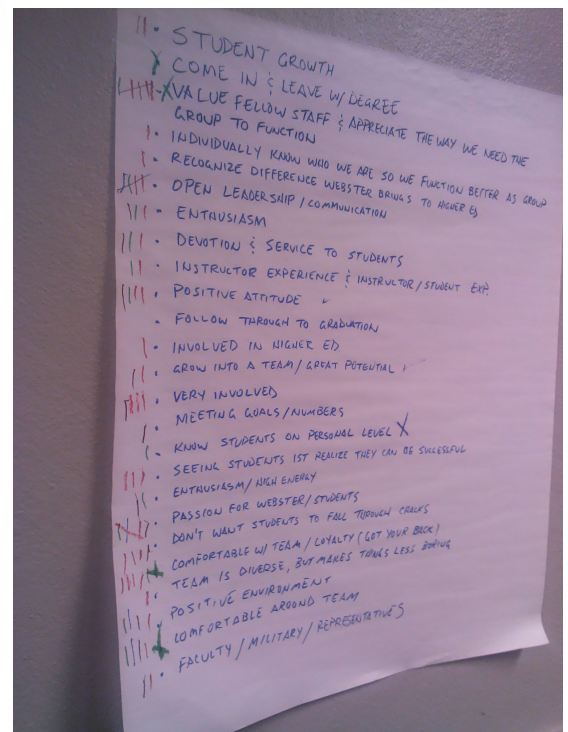 • STUDENT GROWTH
COME IN & LEAVE W/ DEGREE
VALUE FELLOW STAFF & APPRECIATE THE WAY WE NEED THE
GROUP TO FUNCTION
• INDIVIDUALLY KNOW WHO WE ARE SO WE FUNCTION BETTER AS GROUP
• RECOGNIZE DIFFERENCE WEBSTER BRINGS TO HIGHER ED
• OPEN LEADERSHIP / COMMUNICATION
• ENTHUSIASM
• DEVOTION & SERVICE TO STUDENTS
• INSTRUCTOR EXPERIENCE & INSTRUCTOR / STUDENT EXP.
• POSITIVE ATTITUDE
• FOLLOW THROUGH TO GRADUATION
• INVOLVED IN HIGHER ED
• GROW INTO A TEAM / GREAT POTENTIAL
• VERY INVOLVED
• MEETING GOALS / NUMBERS
• KNOW STUDENTS ON PERSONAL LEVEL X
• SEEING STUDENTS 1ST REALIZE THEY CAN BE SUCCESSFUL
• ENTHUSIASM / HIGH ENERGY
• PASSION FOR WEBSTER / STUDENTS
• DON'T WANT STUDENTS TO FALL THROUGH CRACKS
• COMFORTABLE W/ TEAM / LOYALTY (GOT YOUR BACK)
• TEAM IS DIVERSE, BUT MAKES THINGS LESS BORING
• POSITIVE ENVIRONMENT
• COMFORTABLE AROUND TEAM
• FACULTY / MILITARY / REPRESENTATIVES